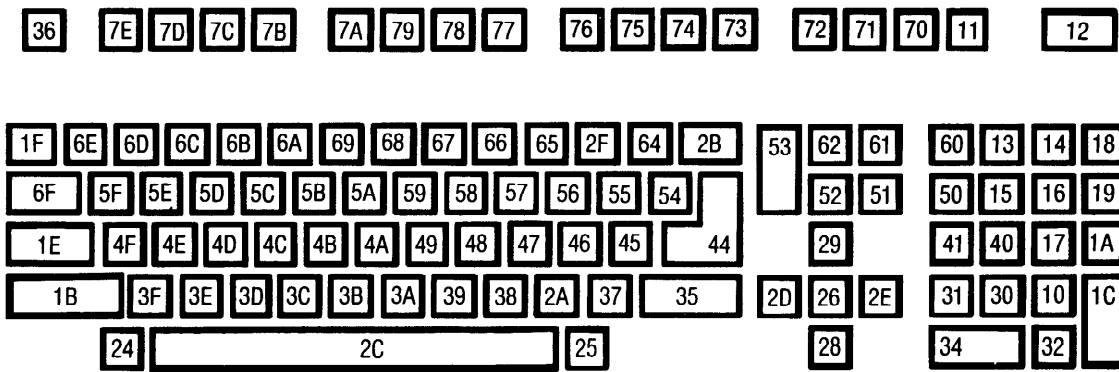 36 7E 7D 7C 7B 7A 79 78 77 76 75 74 73 72 71 70 11 12
1F 6E 6D 6C 6B 6A 69 68 67 66 65 2F 64 2B 53 62 61 60 13 14 18
6F 5F 5E 5D 5C 5B 5A 59 58 57 56 55 54 52 51 50 15 16 19
1E 4F 4E 4D 4C 4B 4A 49 48 47 46 45 44 29 41 40 17 1A
1B 3F 3E 3D 3C 3B 3A 39 38 2A 37 35 2D 26 2E 31 30 10 1C
24 2C 25 28 34 32